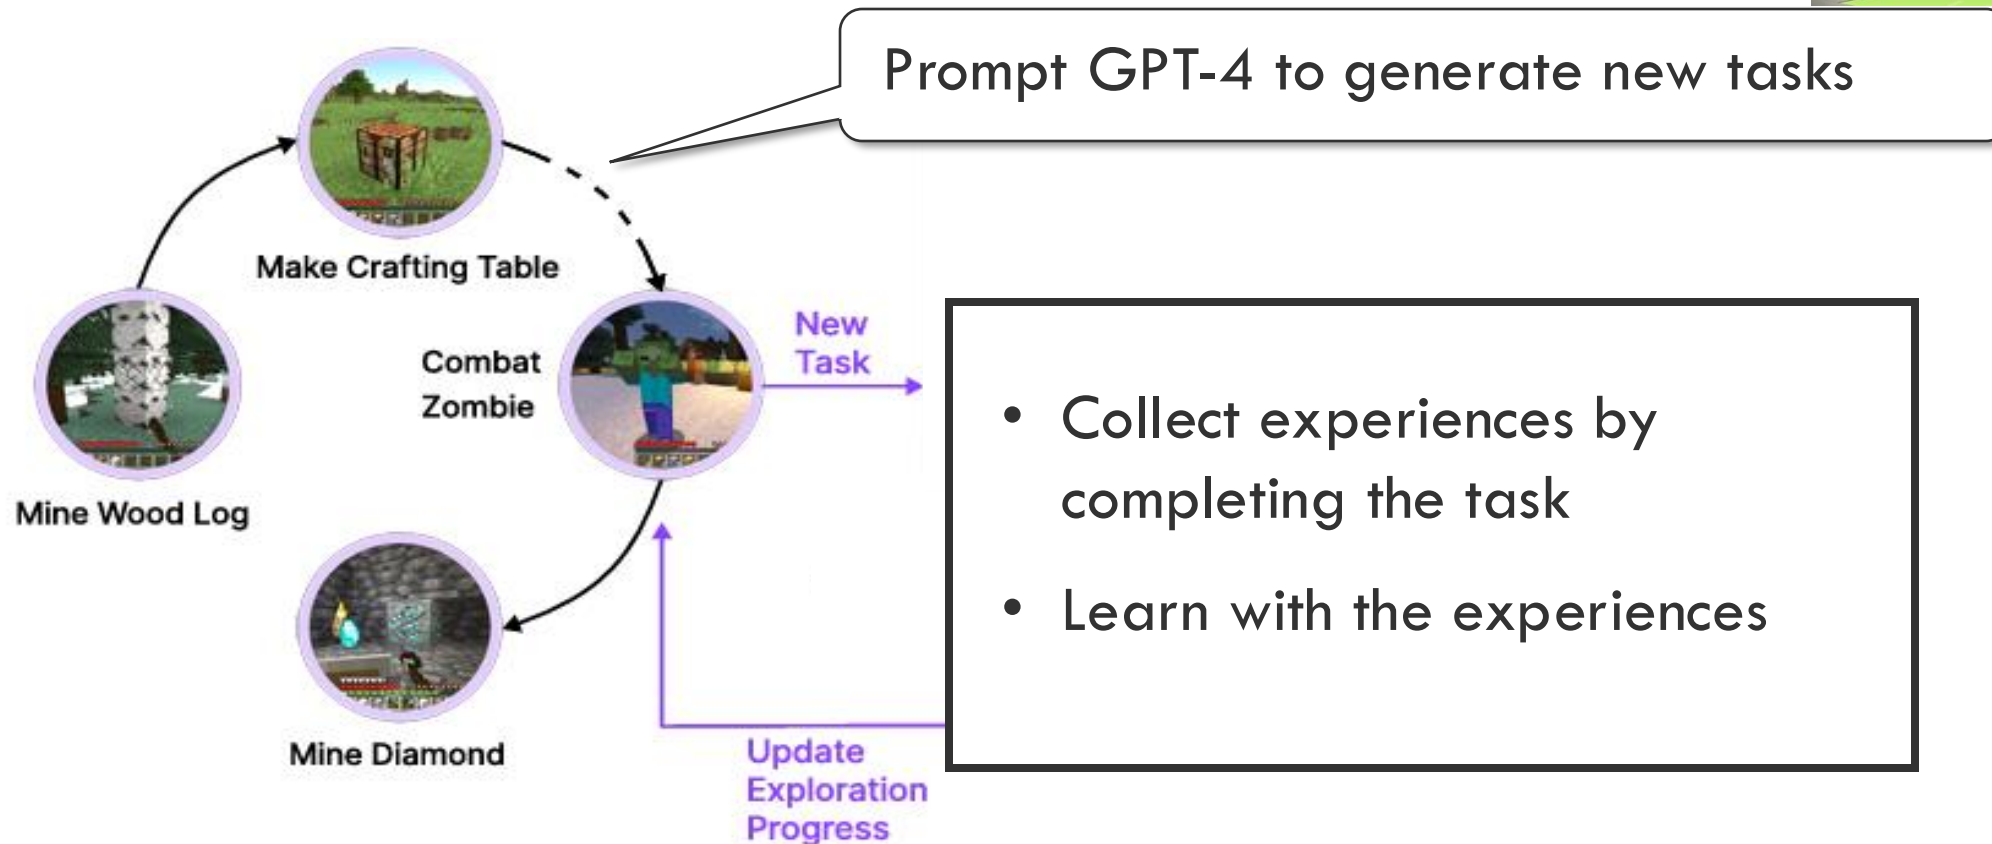 Prompt GPT-4 to generate new tasks
Make Crafting Table
New
Task
Combat
Zombie
• Collect experiences by
completing the task
Mine Wood Log
• Learn with the experiences
Mine Diamond
Update
Exploration
Progress